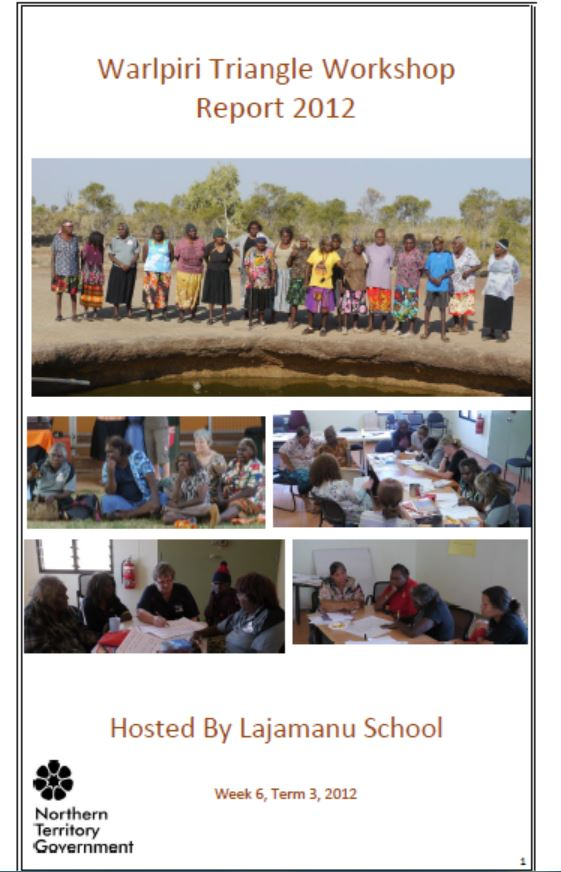 Warlpiri Triangle Workshop
Report 2012
Hosted By Lajamanu School
Week 6, Term 3, 2012
Northern
Territory
Government
1